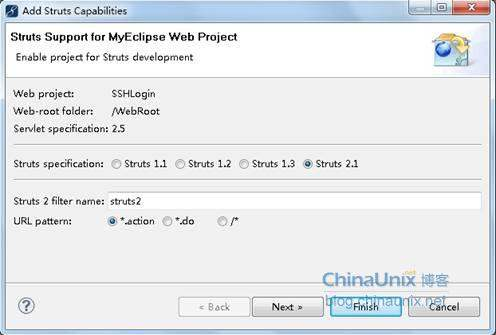 Add Struts Capabilities
Struts Support for MyEclipse Web Project
Enable project for Struts development
Web project: SSHLogin
Web-root folder: /WebRoot
Servlet specification: 2.5
Struts specification: Struts 1.1 Struts 1.2 Struts 1.3 Struts 2.1
Struts 2 filter name: struts2
URL pattern: *.action *.do /*
ChinaUnix.net 博客
blog.chinaunix.net
? < Back Next > Finish Cancel